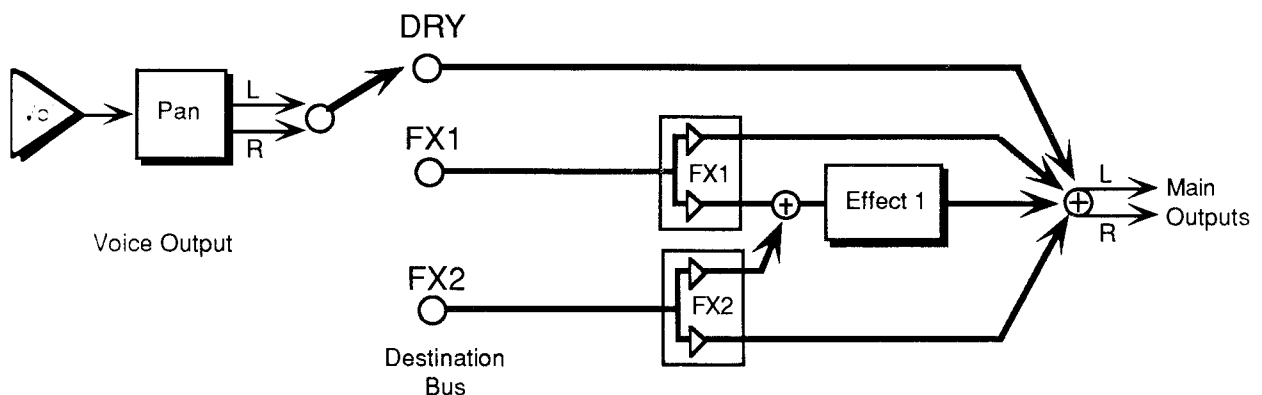 DRY
L
Pan
R
FX1
FX1
Effect 1
L
Main
Outputs
R
Voice Output
FX2
FX2
Destination
Bus